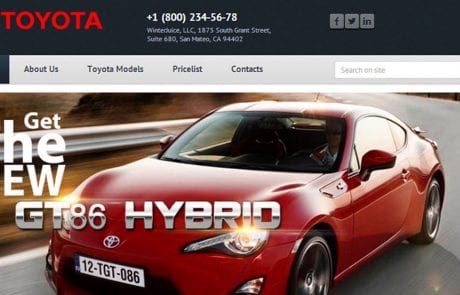 TOYOTA
+1 (800) 234-56-78
WinterJuice, LLC, 1875 South Grant Street,
Suite 680, San Mateo, CA 94402
About Us
Toyota Models
Pricelist
Contacts
Search on site
Get
he
EW
GT86 HYBRID
12-TGT-086